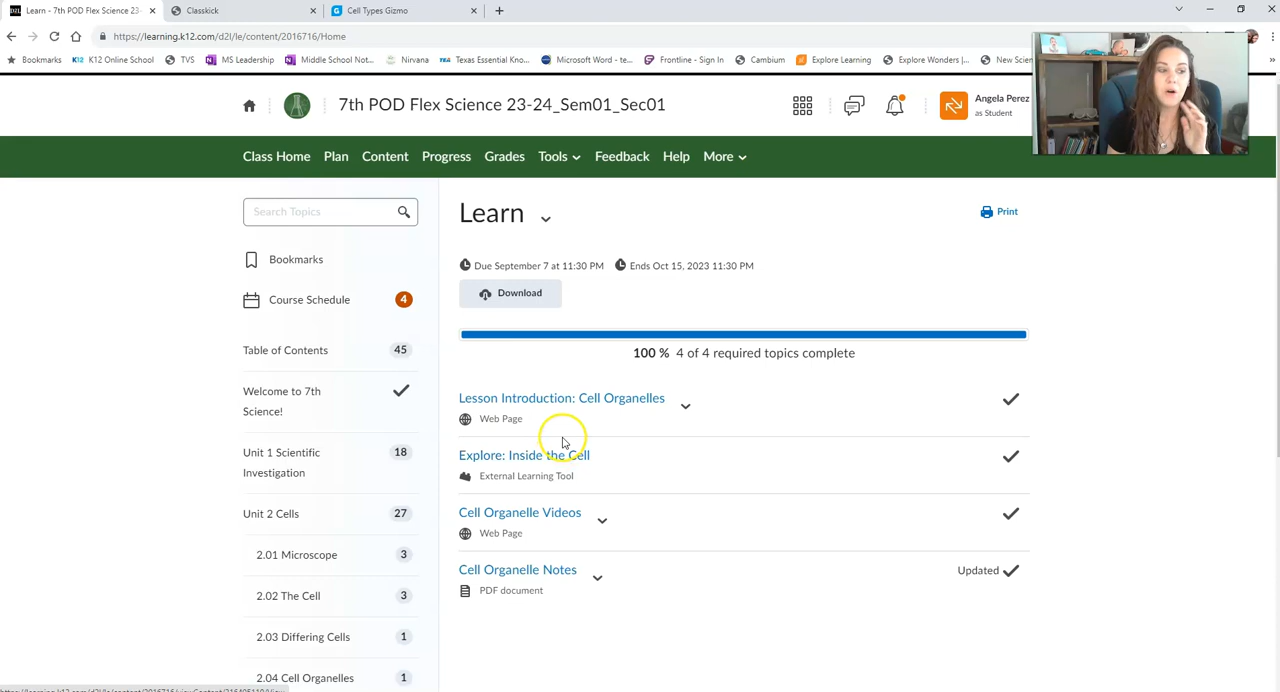 Learn - 7th POD Flex Science 23-
Classkick
Cell Types Gizmo
https://learning.k12.com/d2l/le/content/2016716/Home
Bookmarks
K12 Online School
TVS
MS Leadership
Middle School Not...
Nirvana
Texas Essential Kno...
Microsoft Word - te...
Frontline - Sign In
Cambium
Explore Learning
Explore Wonders |...
New Scien
7th POD Flex Science 23-24_Sem01_Sec01
Angela Perez
as Student
Class Home
Plan
Content
Progress
Grades
Tools
Feedback
Help
More
Search Topics
Learn
Print
Bookmarks
Due September 7 at 11:30 PM
Ends Oct 15, 2023 11:30 PM
Course Schedule
4
Download
Table of Contents
45
100 % 4 of 4 required topics complete
Welcome to 7th
Science!
Lesson Introduction: Cell Organelles
Web Page
Unit 1 Scientific
Investigation
18
Explore: Inside the Cell
External Learning Tool
Unit 2 Cells
27
Cell Organelle Videos
Web Page
2.01 Microscope
3
Cell Organelle Notes
Updated
PDF document
2.02 The Cell
3
2.03 Differing Cells
1
2.04 Cell Organelles
1